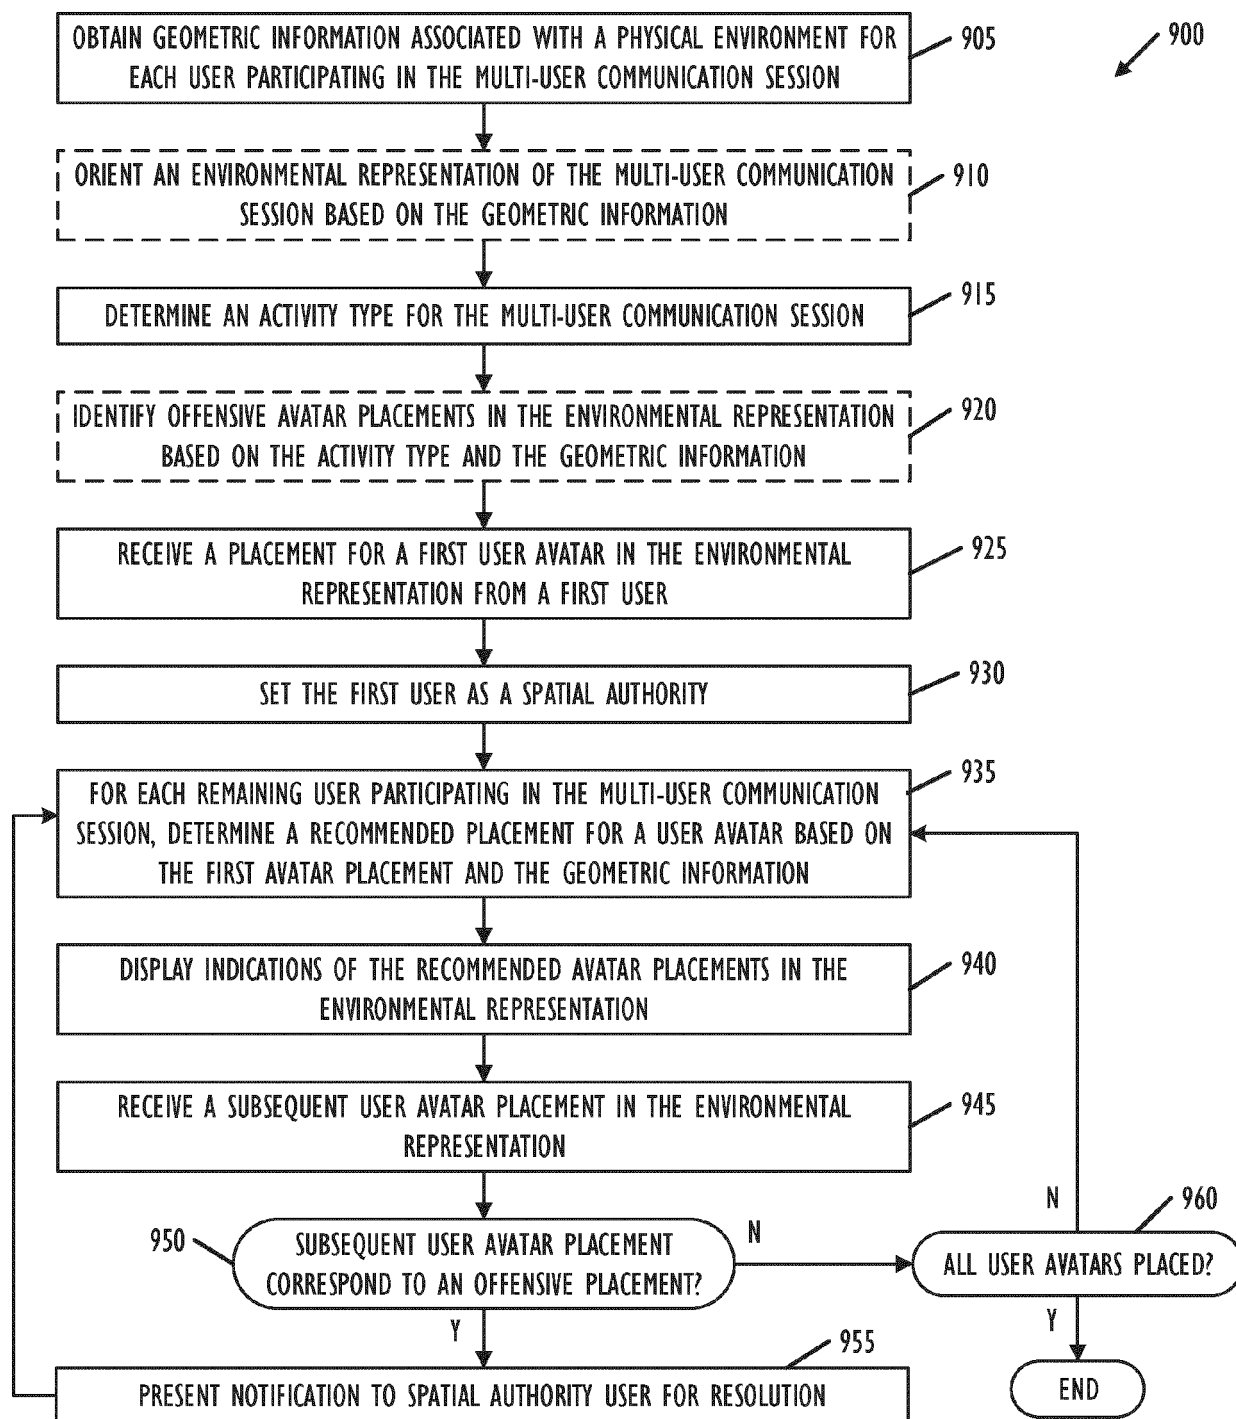 OBTAIN GEOMETRIC INFORMATION ASSOCIATED WITH A PHYSICAL ENVIRONMENT FOR
EACH USER PARTICIPATING IN THE MULTI-USER COMMUNICATION SESSION
905
900
ORIENT AN ENVIRONMENTAL REPRESENTATION OF THE MULTI-USER COMMUNICATION
SESSION BASED ON THE GEOMETRIC INFORMATION
910
DETERMINE AN ACTIVITY TYPE FOR THE MULTI-USER COMMUNICATION SESSION
915
IDENTIFY OFFENSIVE AVATAR PLACEMENTS IN THE ENVIRONMENTAL REPRESENTATION
BASED ON THE ACTIVITY TYPE AND THE GEOMETRIC INFORMATION
920
RECEIVE A PLACEMENT FOR A FIRST USER AVATAR IN THE ENVIRONMENTAL
REPRESENTATION FROM A FIRST USER
925
SET THE FIRST USER AS A SPATIAL AUTHORITY
930
FOR EACH REMAINING USER PARTICIPATING IN THE MULTI-USER COMMUNICATION
SESSION, DETERMINE A RECOMMENDED PLACEMENT FOR A USER AVATAR BASED ON
THE FIRST AVATAR PLACEMENT AND THE GEOMETRIC INFORMATION
935
DISPLAY INDICATIONS OF THE RECOMMENDED AVATAR PLACEMENTS IN THE
ENVIRONMENTAL REPRESENTATION
940
RECEIVE A SUBSEQUENT USER AVATAR PLACEMENT IN THE ENVIRONMENTAL
REPRESENTATION
945
950
SUBSEQUENT USER AVATAR PLACEMENT
CORRESPOND TO AN OFFENSIVE PLACEMENT?
N
Y
N
960
ALL USER AVATARS PLACED?
Y
END
955
PRESENT NOTIFICATION TO SPATIAL AUTHORITY USER FOR RESOLUTION